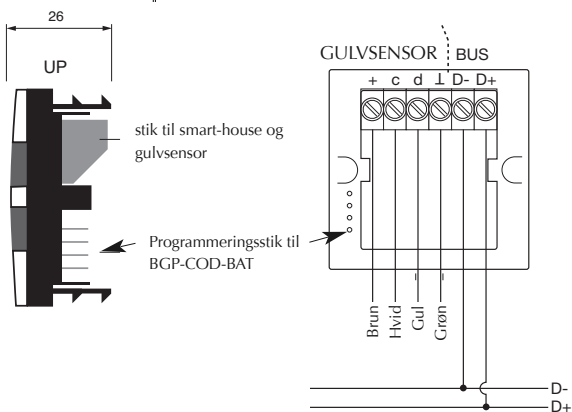 26
UP
stik til smart-house og
gulvsensor
Programmeringsstik til
BGP-COD-BAT
GULVSENSOR BUS
+ c d ⊥ D- D+
Brun
Hvid
Gul
Grøn
D-
D+